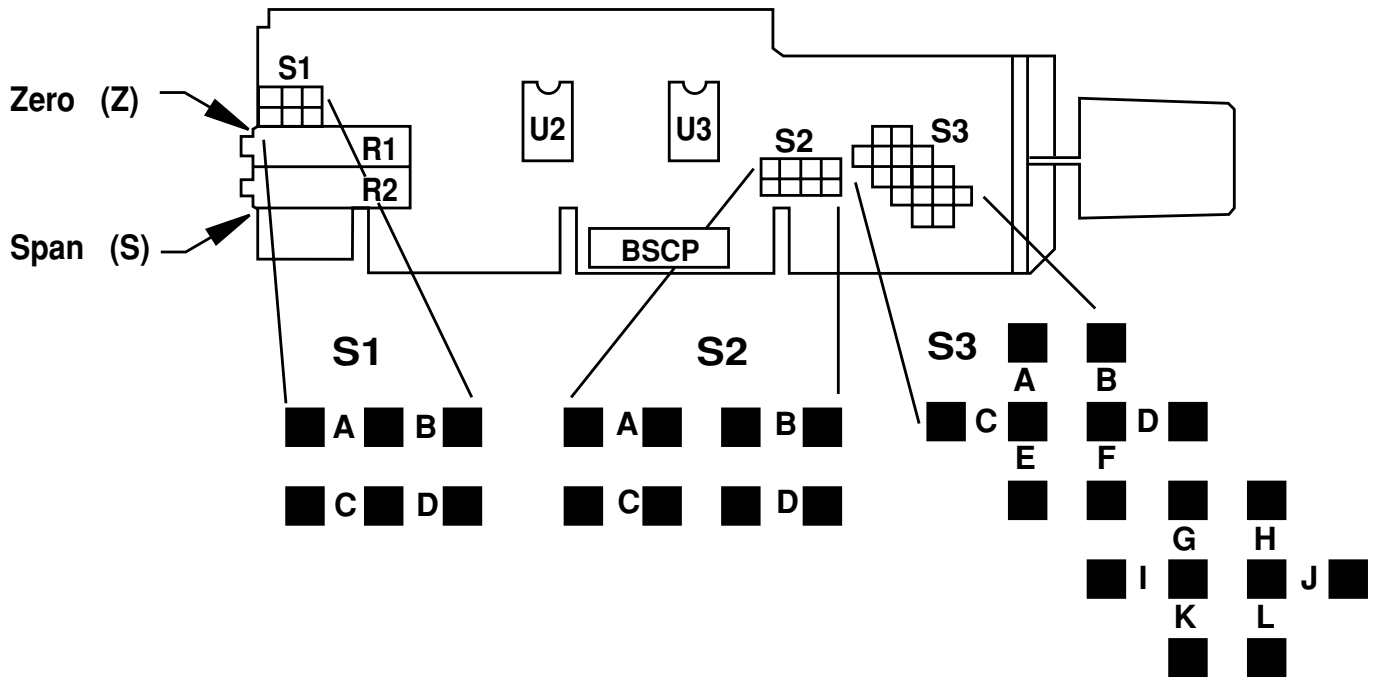 S1
Zero (Z)
R1
R2
Span (S)
U2
U3
S2
S3
BSCP
S1
A B
C D
S2
A B
C D
S3
A B
C D
E F
G H
I J
K L